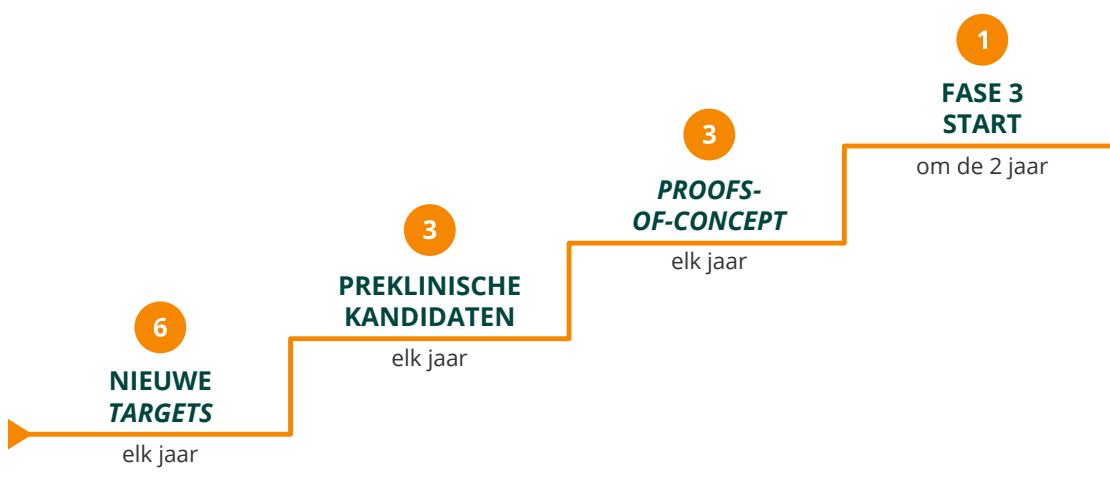 6
NIEUWE
TARGETS
elk jaar
3
PREKLINISCHE
KANDIDATEN
elk jaar
3
PROOFS-
OF-CONCEPT
elk jaar
1
FASE 3
START
om de 2 jaar